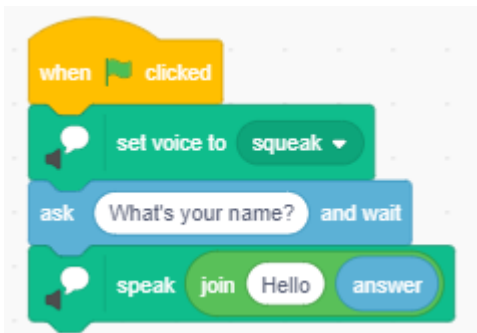 when clicked
set voice to squeak
ask What's your name? and wait
speak join Hello answer